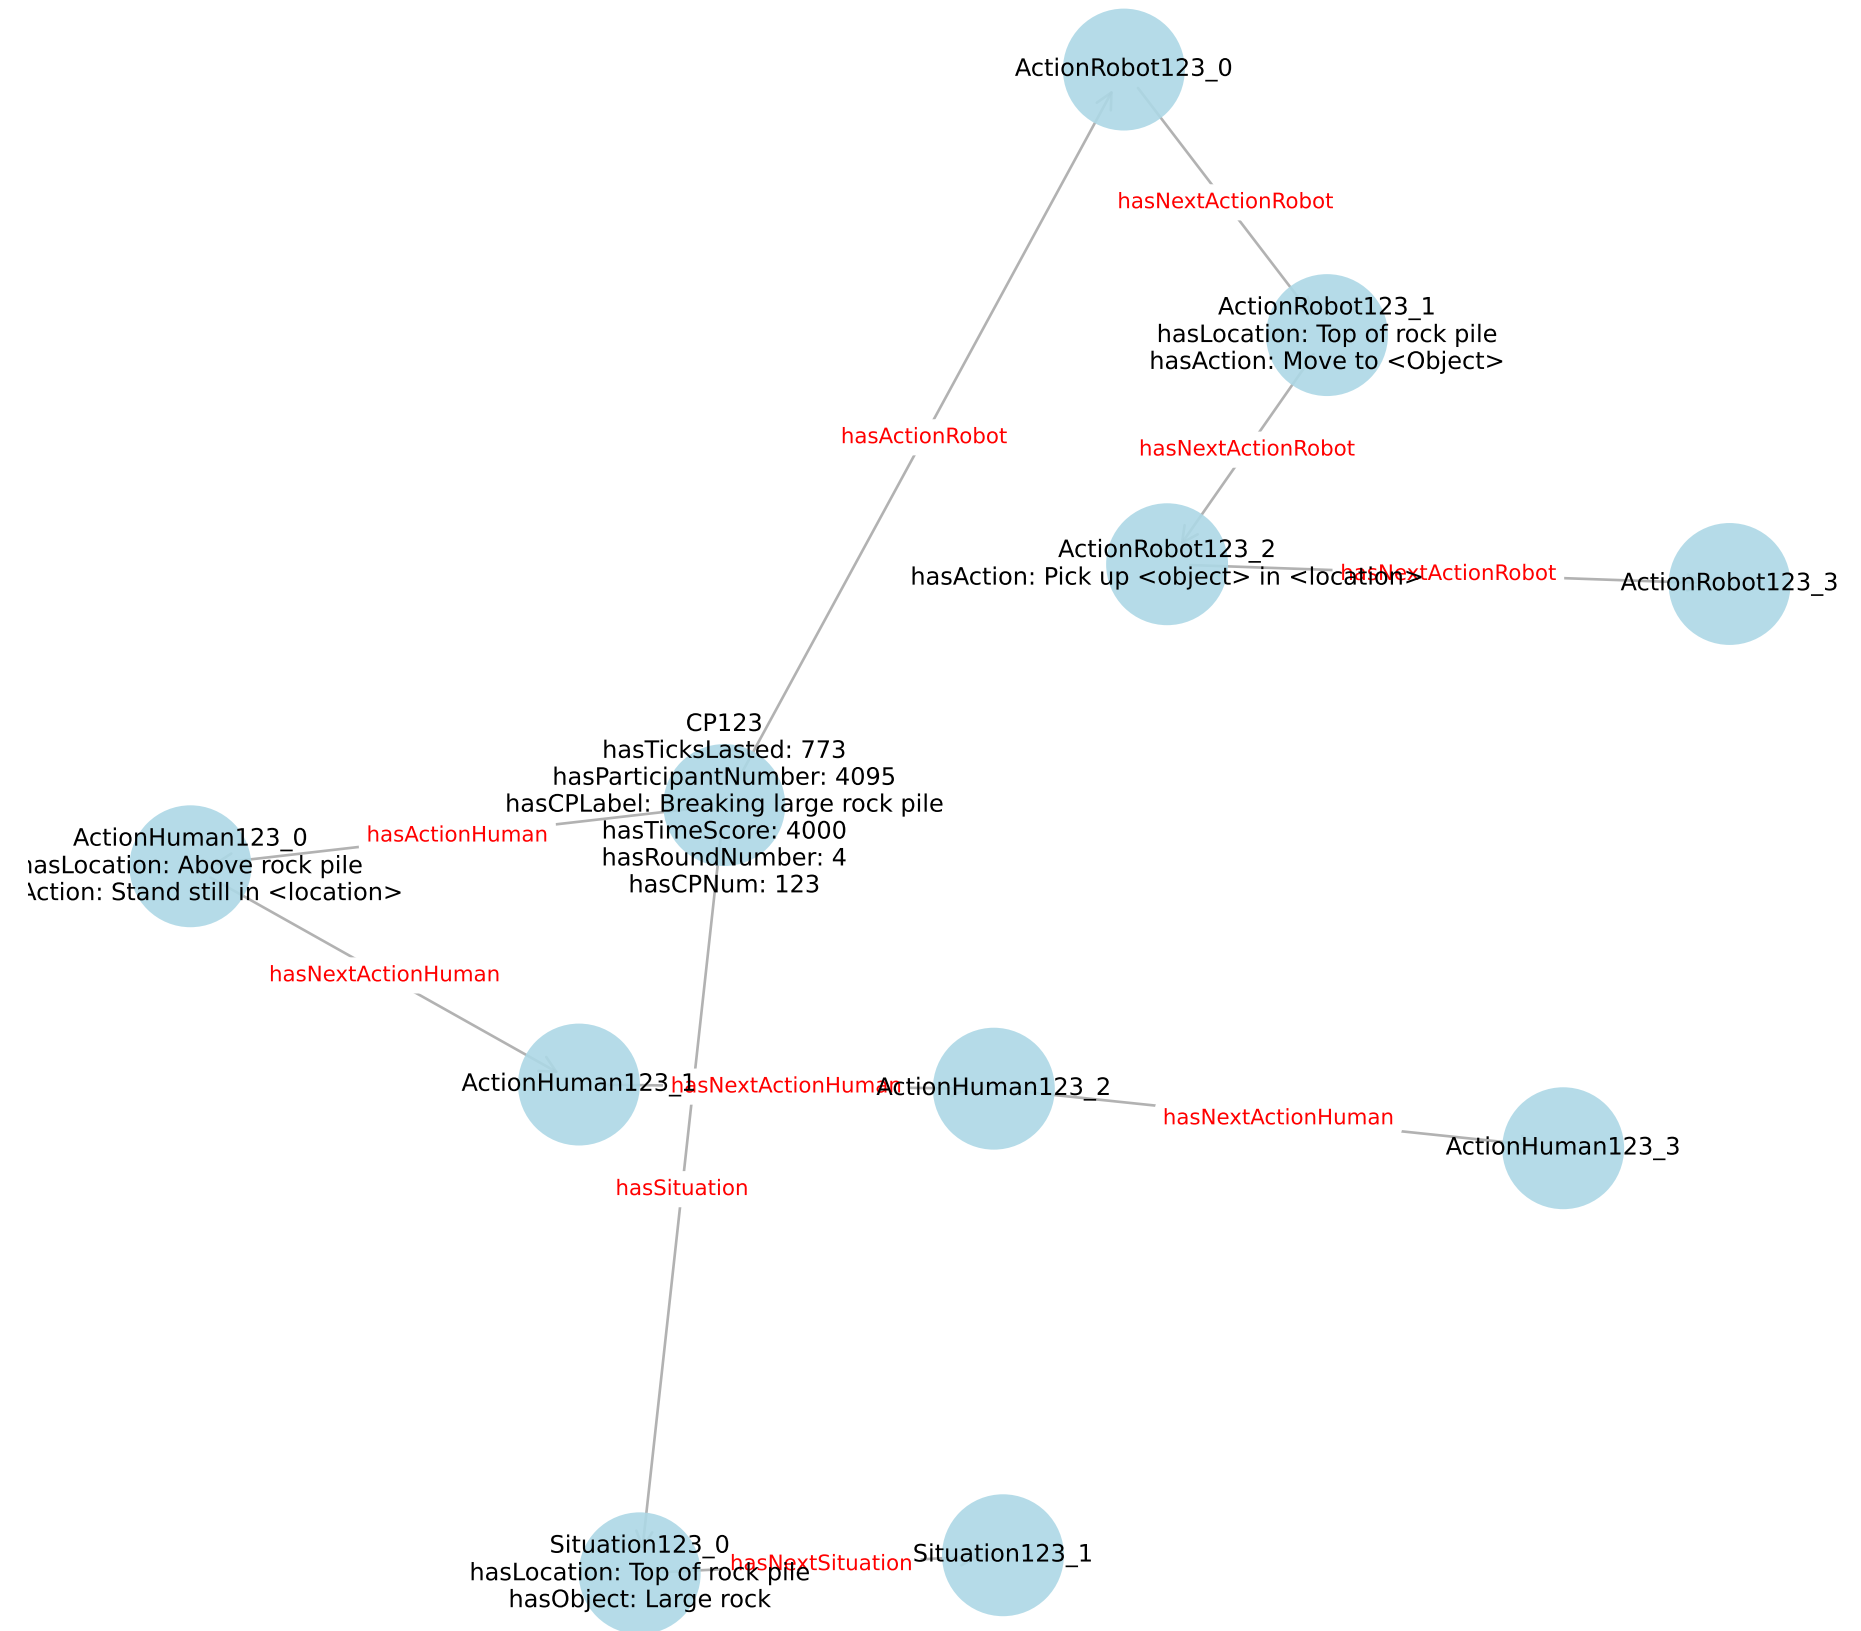 ActionRobot123_0
hasNextActionRobot
ActionRobot123_1
hasLocation: Top of rock pile
hasAction: Move to <Object>
hasActionRobot
hasNextActionRobot
ActionRobot123_2
hasAction: Pick up <object> in <location>
hasNextActionRobot
ActionRobot123_3
CP123
hasTicksLasted: 773
hasParticipantNumber: 4095
hasCPLabel: Breaking large rock pile
hasTimeScore: 4000
hasRoundNumber: 4
hasCPNum: 123
hasActionHuman
ActionHuman123_0
hasLocation: Above rock pile
Action: Stand still in <location>
hasNextActionHuman
ActionHuman123_1
hasNextActionHuman
ActionHuman123_2
hasNextActionHuman
ActionHuman123_3
hasSituation
Situation123_0
hasLocation: Top of rock pile
hasObject: Large rock
hasNextSituation
Situation123_1